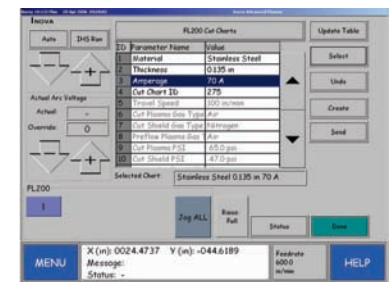 INOVA
FL200 Cut Charts
Update Table
Auto
IHS Run
ID Parameter Name Value
1 Material Stainless Steel
2 Thickness 0.135 in
3 Amperage 70 A
4 Cut Chart ID 275
5 Travel Speed 100 in/min
6 Cut Plasma Gas Type Air
7 Cut Shield Gas Type Nitrogen
8 Preflow Plasma Gas Air
9 Cut Plasma PSI 65.0 psi
10 Cut Shield PSI 47.0 psi
Select
Undo
Create
Send
Actual Arc Voltage
Actual: -
Override: 0
Selected Chart: Stainless Steel 0.135 in 70 A
FL200
1
Jog ALL
Raise Full
Status
Done
MENU
X (in): 0024.4737 Y (in): -044.6189
Message:
Status: -
Feedrate
600.0
in/min
HELP